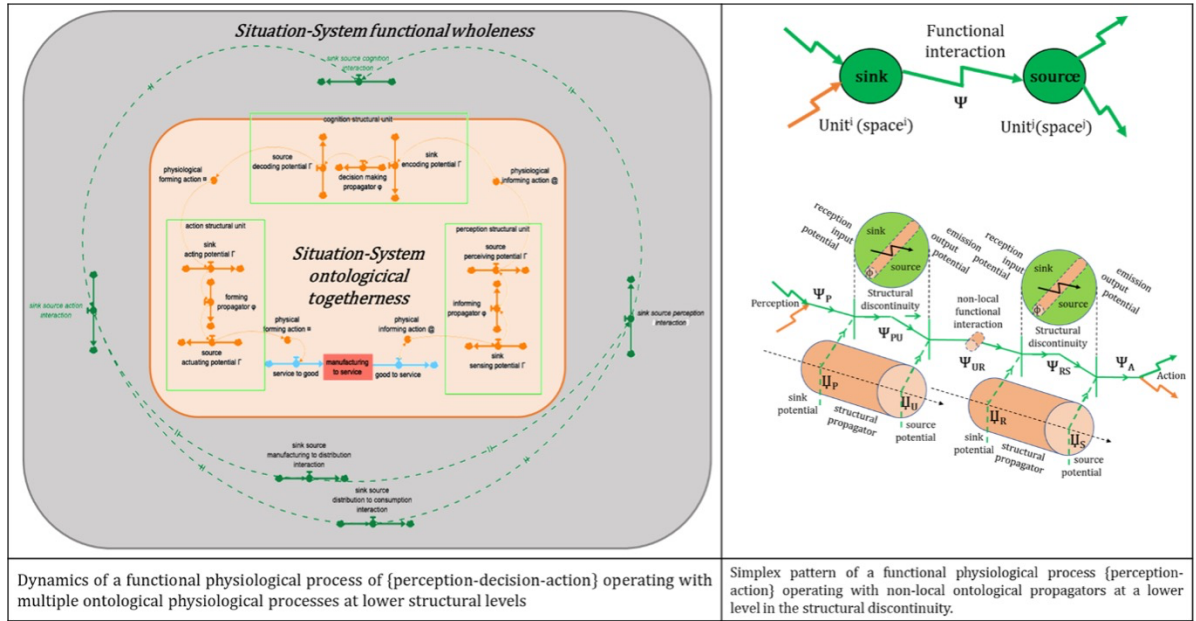 Situation-System functional wholeness
sink source cognition
interaction
cognition structural unit
source
decoding potential Γ
sink
encoding potential Γ
decision making
propagator φ
physiological
forming action ¤
physiological
informing action @
action structural unit
sink
acting potential Γ
forming
propagator φ
source
actuating potential Γ
Situation-System
ontologicical
togetherness
perception structural unit
source
perceiving potential Γ
informing
propagator φ
sink
sensing potential Γ
physical
forming action ¤
physical
informing action @
service to good
manufacturing
to service
good to service
sink source action
interaction
sink source perception
interaction
sink source
manufacturing to distribution
interaction
sink source
distribution to consumption
interaction
Dynamics of a functional physiological process of {perception-decision-action} operating with
multiple ontological physiological processes at lower structural levels
Functional
interaction
sink
source
Ψ
Unitⁱ (spaceⁱ)
Unitʲ(spaceʲ)
reception
input
potential
sink
source
ϕ
emission
output
potential
reception
input
potential
sink
source
ϕ
emission
output
potential
Perception
Ψ_P
Structural
discontinuity
Ψ_PU
non-local
functional
interaction
Ψ_UR
Structural
discontinuity
Ψ_RS
Ψ_A
Action
sink
potential
structural
propagator
source
potential
sink
potential
structural
propagator
source
potential
Simplex pattern of a functional physiological process {perception-
action} operating with non-local ontological propagators at a lower
level in the structural discontinuity.